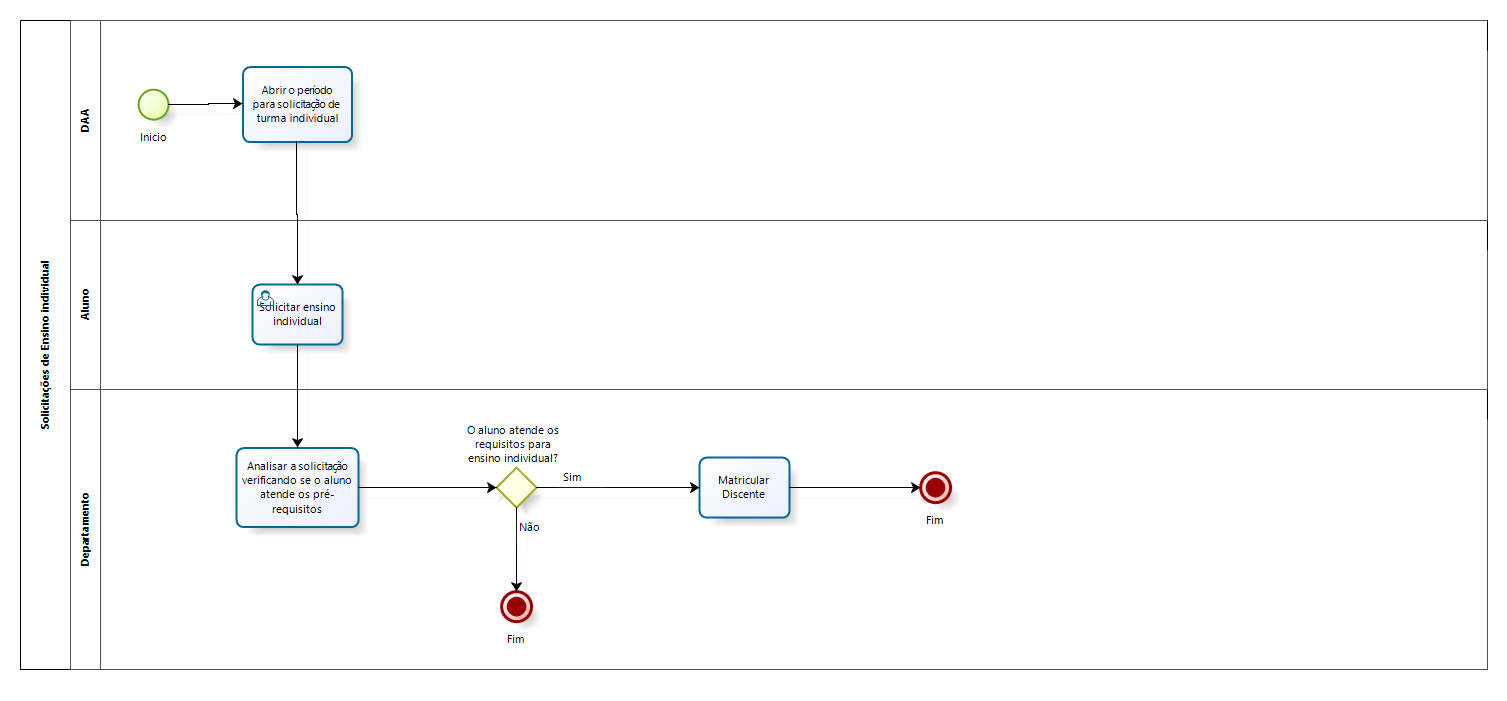 Solicitações de Ensino individual
DAA
Inicio
Abrir o período
para solicitação de
turma individual
Aluno
Solicitar ensino
individual
Departamento
Analisar a solicitação
verificando se o aluno
atende os pré-
requisitos
O aluno atende os
requisitos para
ensino individual?
Sim
Não
Matricular
Discente
Fim
Fim